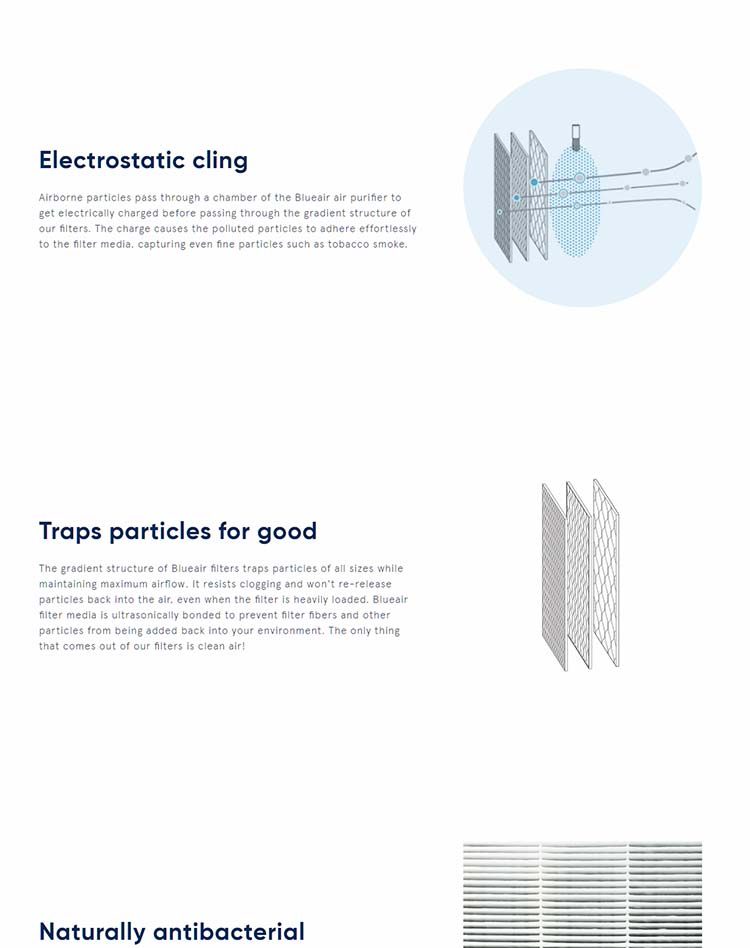 Electrostatic cling
Airborne particles pass through a chamber of the Blueair air purifier to
get electrically charged before passing through the gradient structure of
our filters. The charge causes the polluted particles to adhere effortlessly
to the filter media, capturing even fine particles such as tobacco smoke.
Traps particles for good
The gradient structure of Blueair filters traps particles of all sizes while
maintaining maximum airflow. It resists clogging and won't re-release
particles back into the air, even when the filter is heavily loaded. Blueair
filter media is ultrasonically bonded to prevent filter fibers and other
particles from being added back into your environment. The only thing
that comes out of our filters is clean air!
Naturally antibacterial